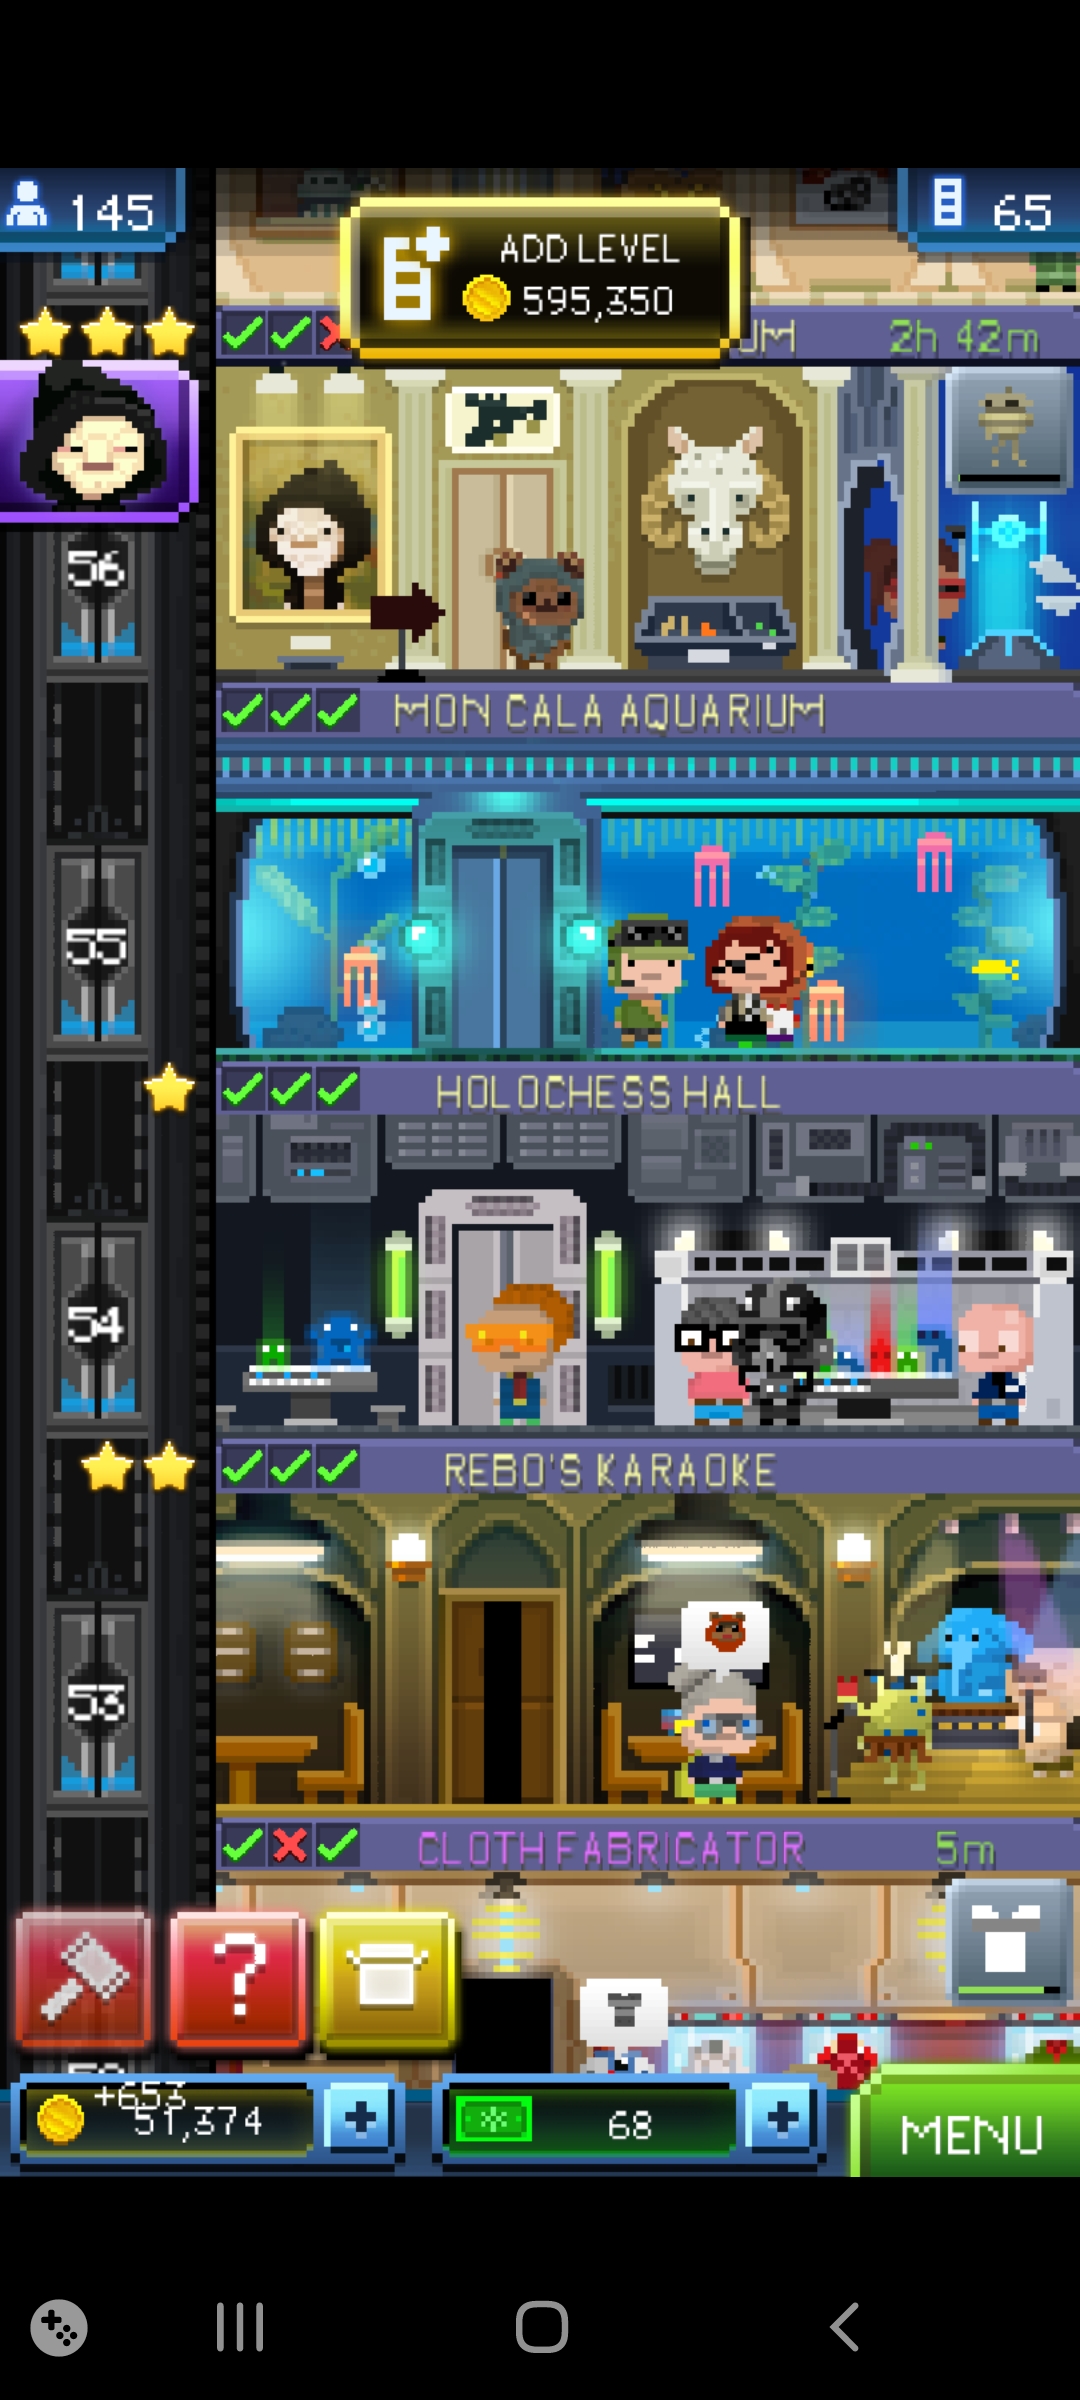 145
ADD LEVEL
595,350
65
UM
2h 42m
56
MON CALA AQUARIUM
55
HOLOCHESS HALL
54
REBO'S KARAOKE
53
CLOTH FABRICATOR
5m
?
+653
51,374
68
MENU